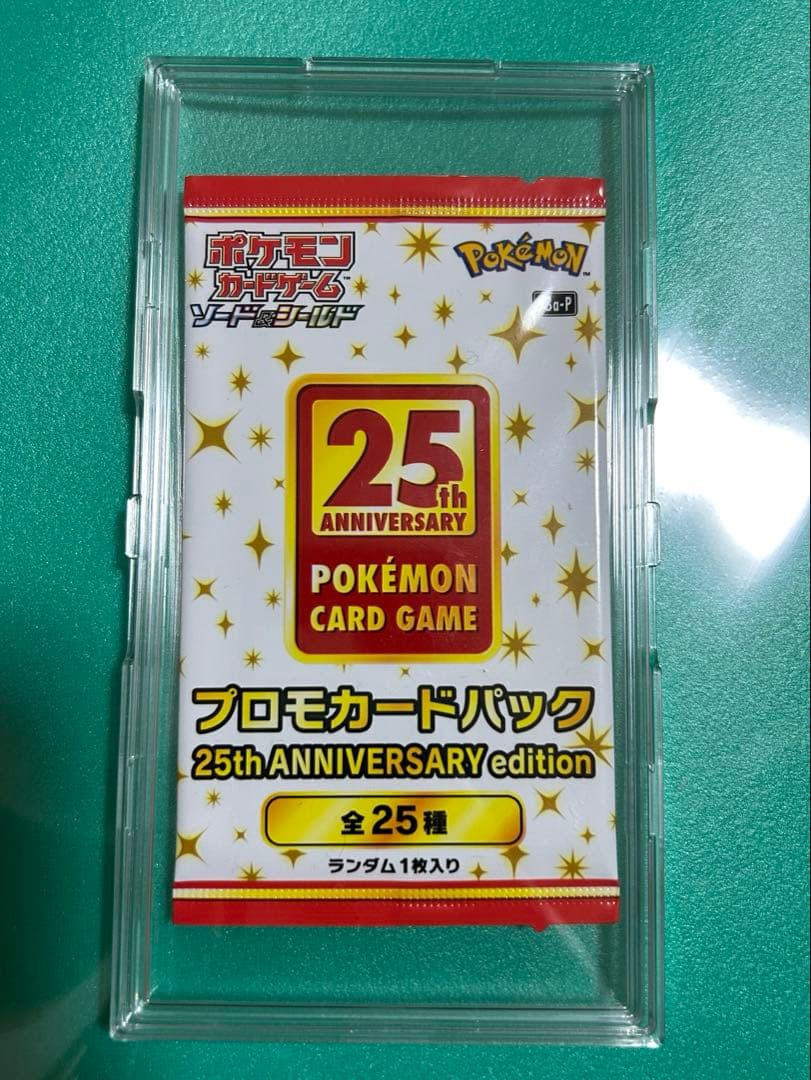 ポケモン
カードゲーム
ソード&シールド
POKéMON
25th
ANNIVERSARY
POKÉMON
CARD GAME
プロモカードパック
25th ANNIVERSARY edition
全25種
ランダム1枚入り